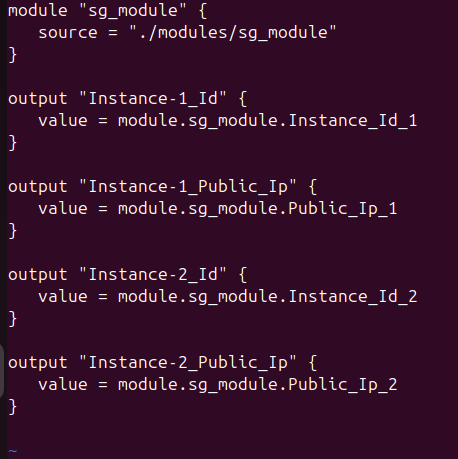 module "sg_module" {
   source = "./modules/sg_module"
}

output "Instance-1_Id" {
   value = module.sg_module.Instance_Id_1
}

output "Instance-1_Public_Ip" {
   value = module.sg_module.Public_Ip_1
}

output "Instance-2_Id" {
   value = module.sg_module.Instance_Id_2
}

output "Instance-2_Public_Ip" {
   value = module.sg_module.Public_Ip_2
}

~